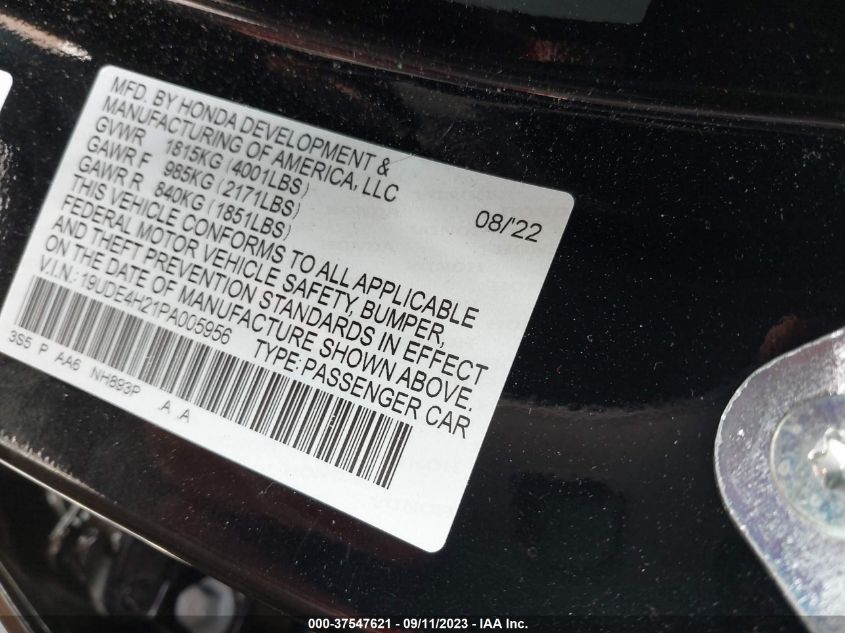 MFD. BY HONDA DEVELOPMENT &
MANUFACTURING OF AMERICA, LLC
GVWR 1815KG (4001LBS)
GAWR F 985KG (2171LBS)
GAWR R 840KG (1851LBS)
08/'22
THIS VEHICLE CONFORMS TO ALL APPLICABLE
FEDERAL MOTOR VEHICLE SAFETY, BUMPER,
AND THEFT PREVENTION STANDARDS IN EFFECT
ON THE DATE OF MANUFACTURE SHOWN ABOVE.
V.I.N.: 19UDE4H21PA005956 TYPE: PASSENGER CAR
3S5 P AA6 NH893P .A .A
000-37547621 / 09/11/2023 - IAA Inc.